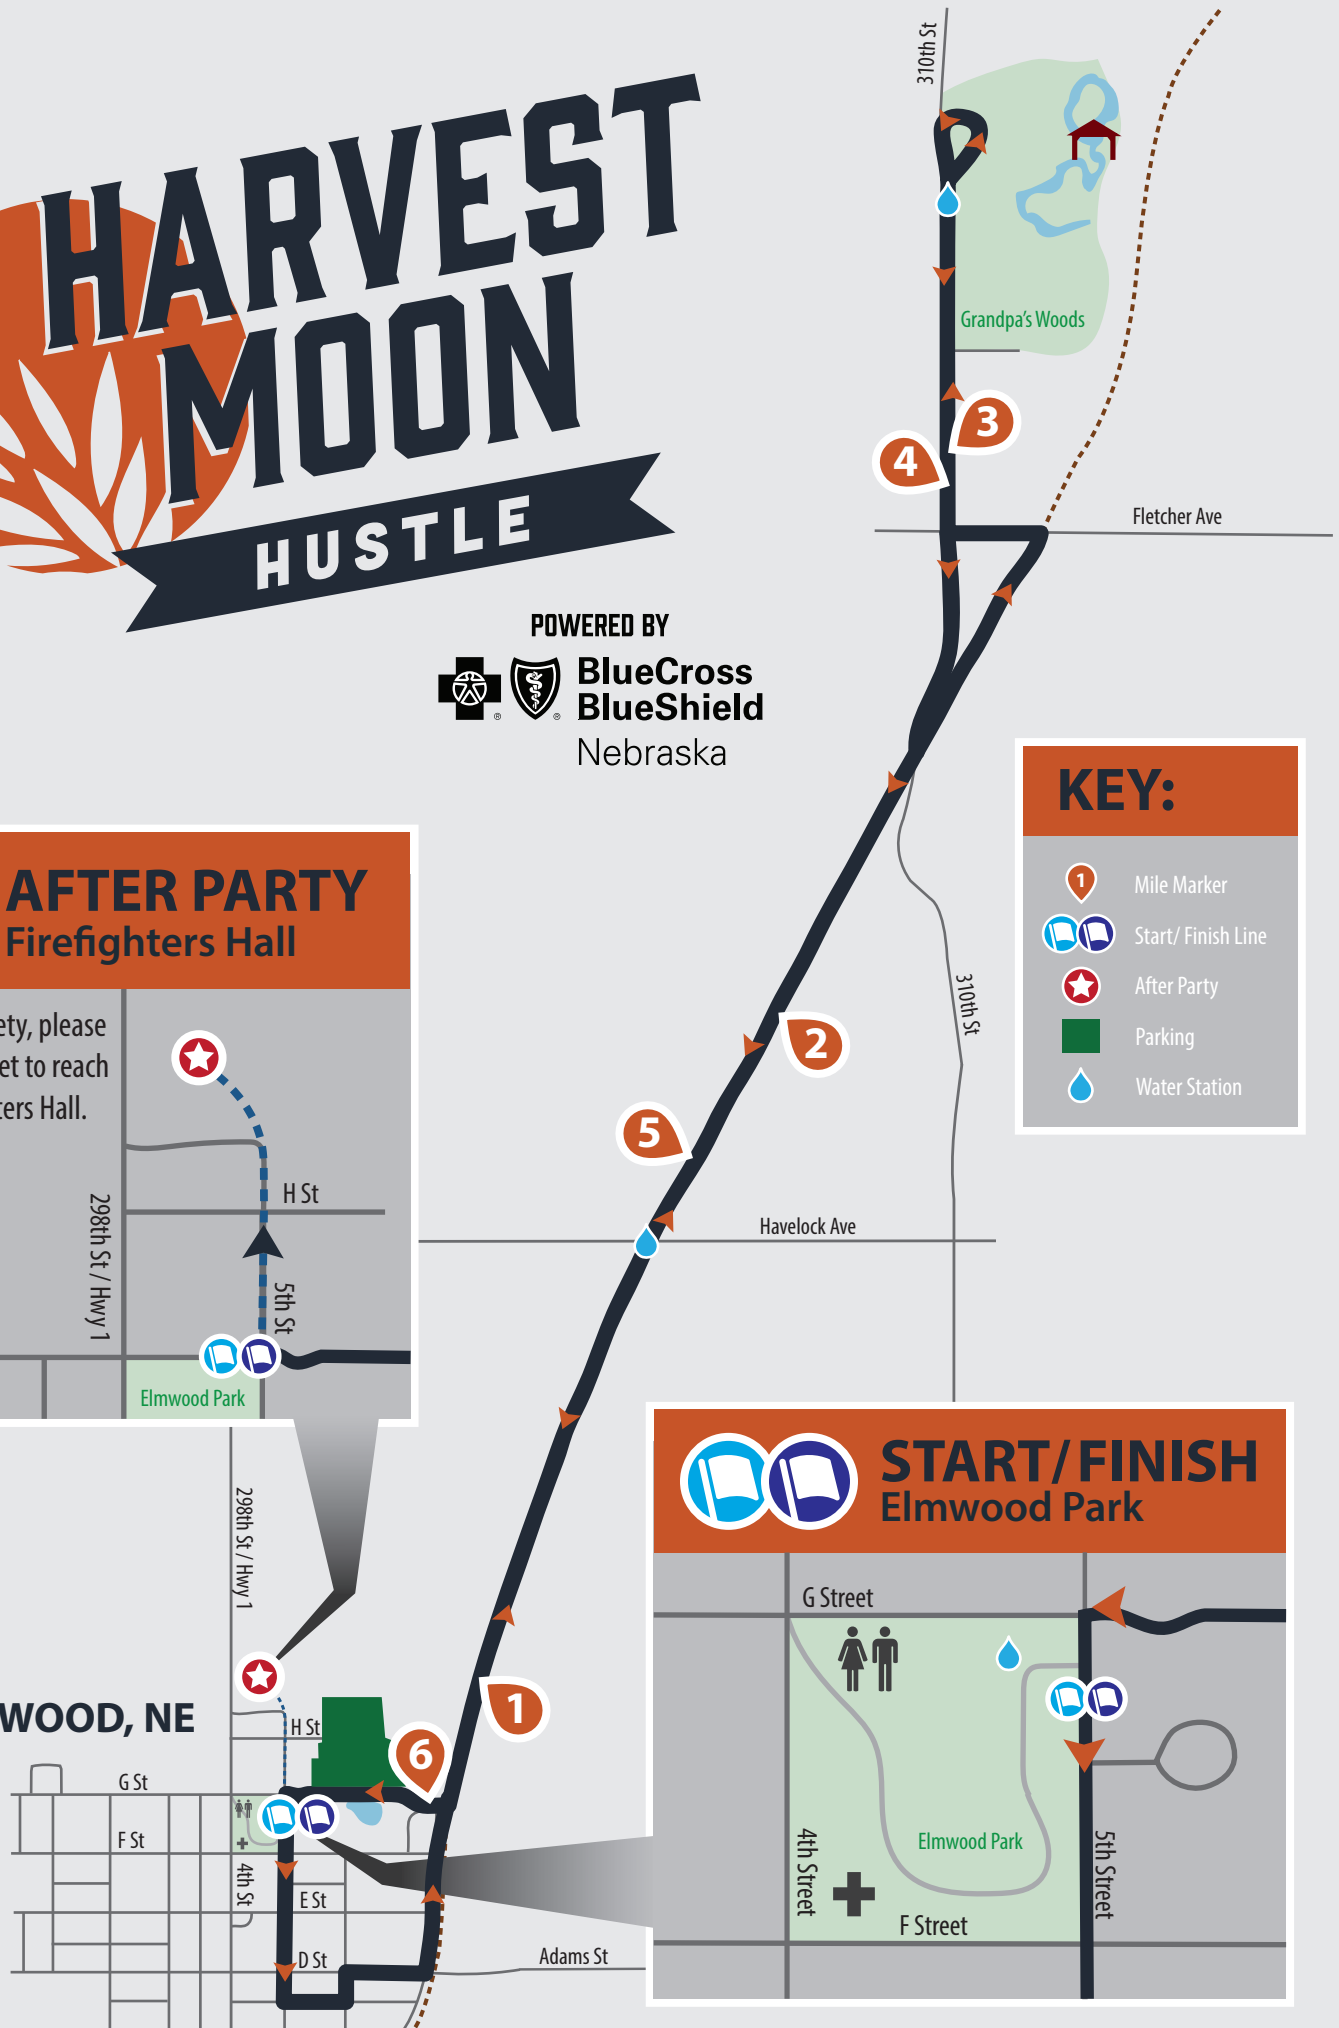 HARVEST
MOON
HUSTLE
POWERED BY
BlueCross
BlueShield
Nebraska
310th St
Grandpa's Woods
3
4
Fletcher Ave
KEY:
1 Mile Marker
Start/ Finish Line
After Party
Parking
Water Station
310th St
2
5
Havelock Ave
AFTER PARTY
Firefighters Hall
ety, please
et to reach
ters Hall.
H St
298th St / Hwy 1
5th St
Elmwood Park
298th St / Hwy 1
WOOD, NE
1
6
H St
G St
F St
4th St
E St
D St
Adams St
START/FINISH
Elmwood Park
G Street
4th Street
Elmwood Park
5th Street
F Street